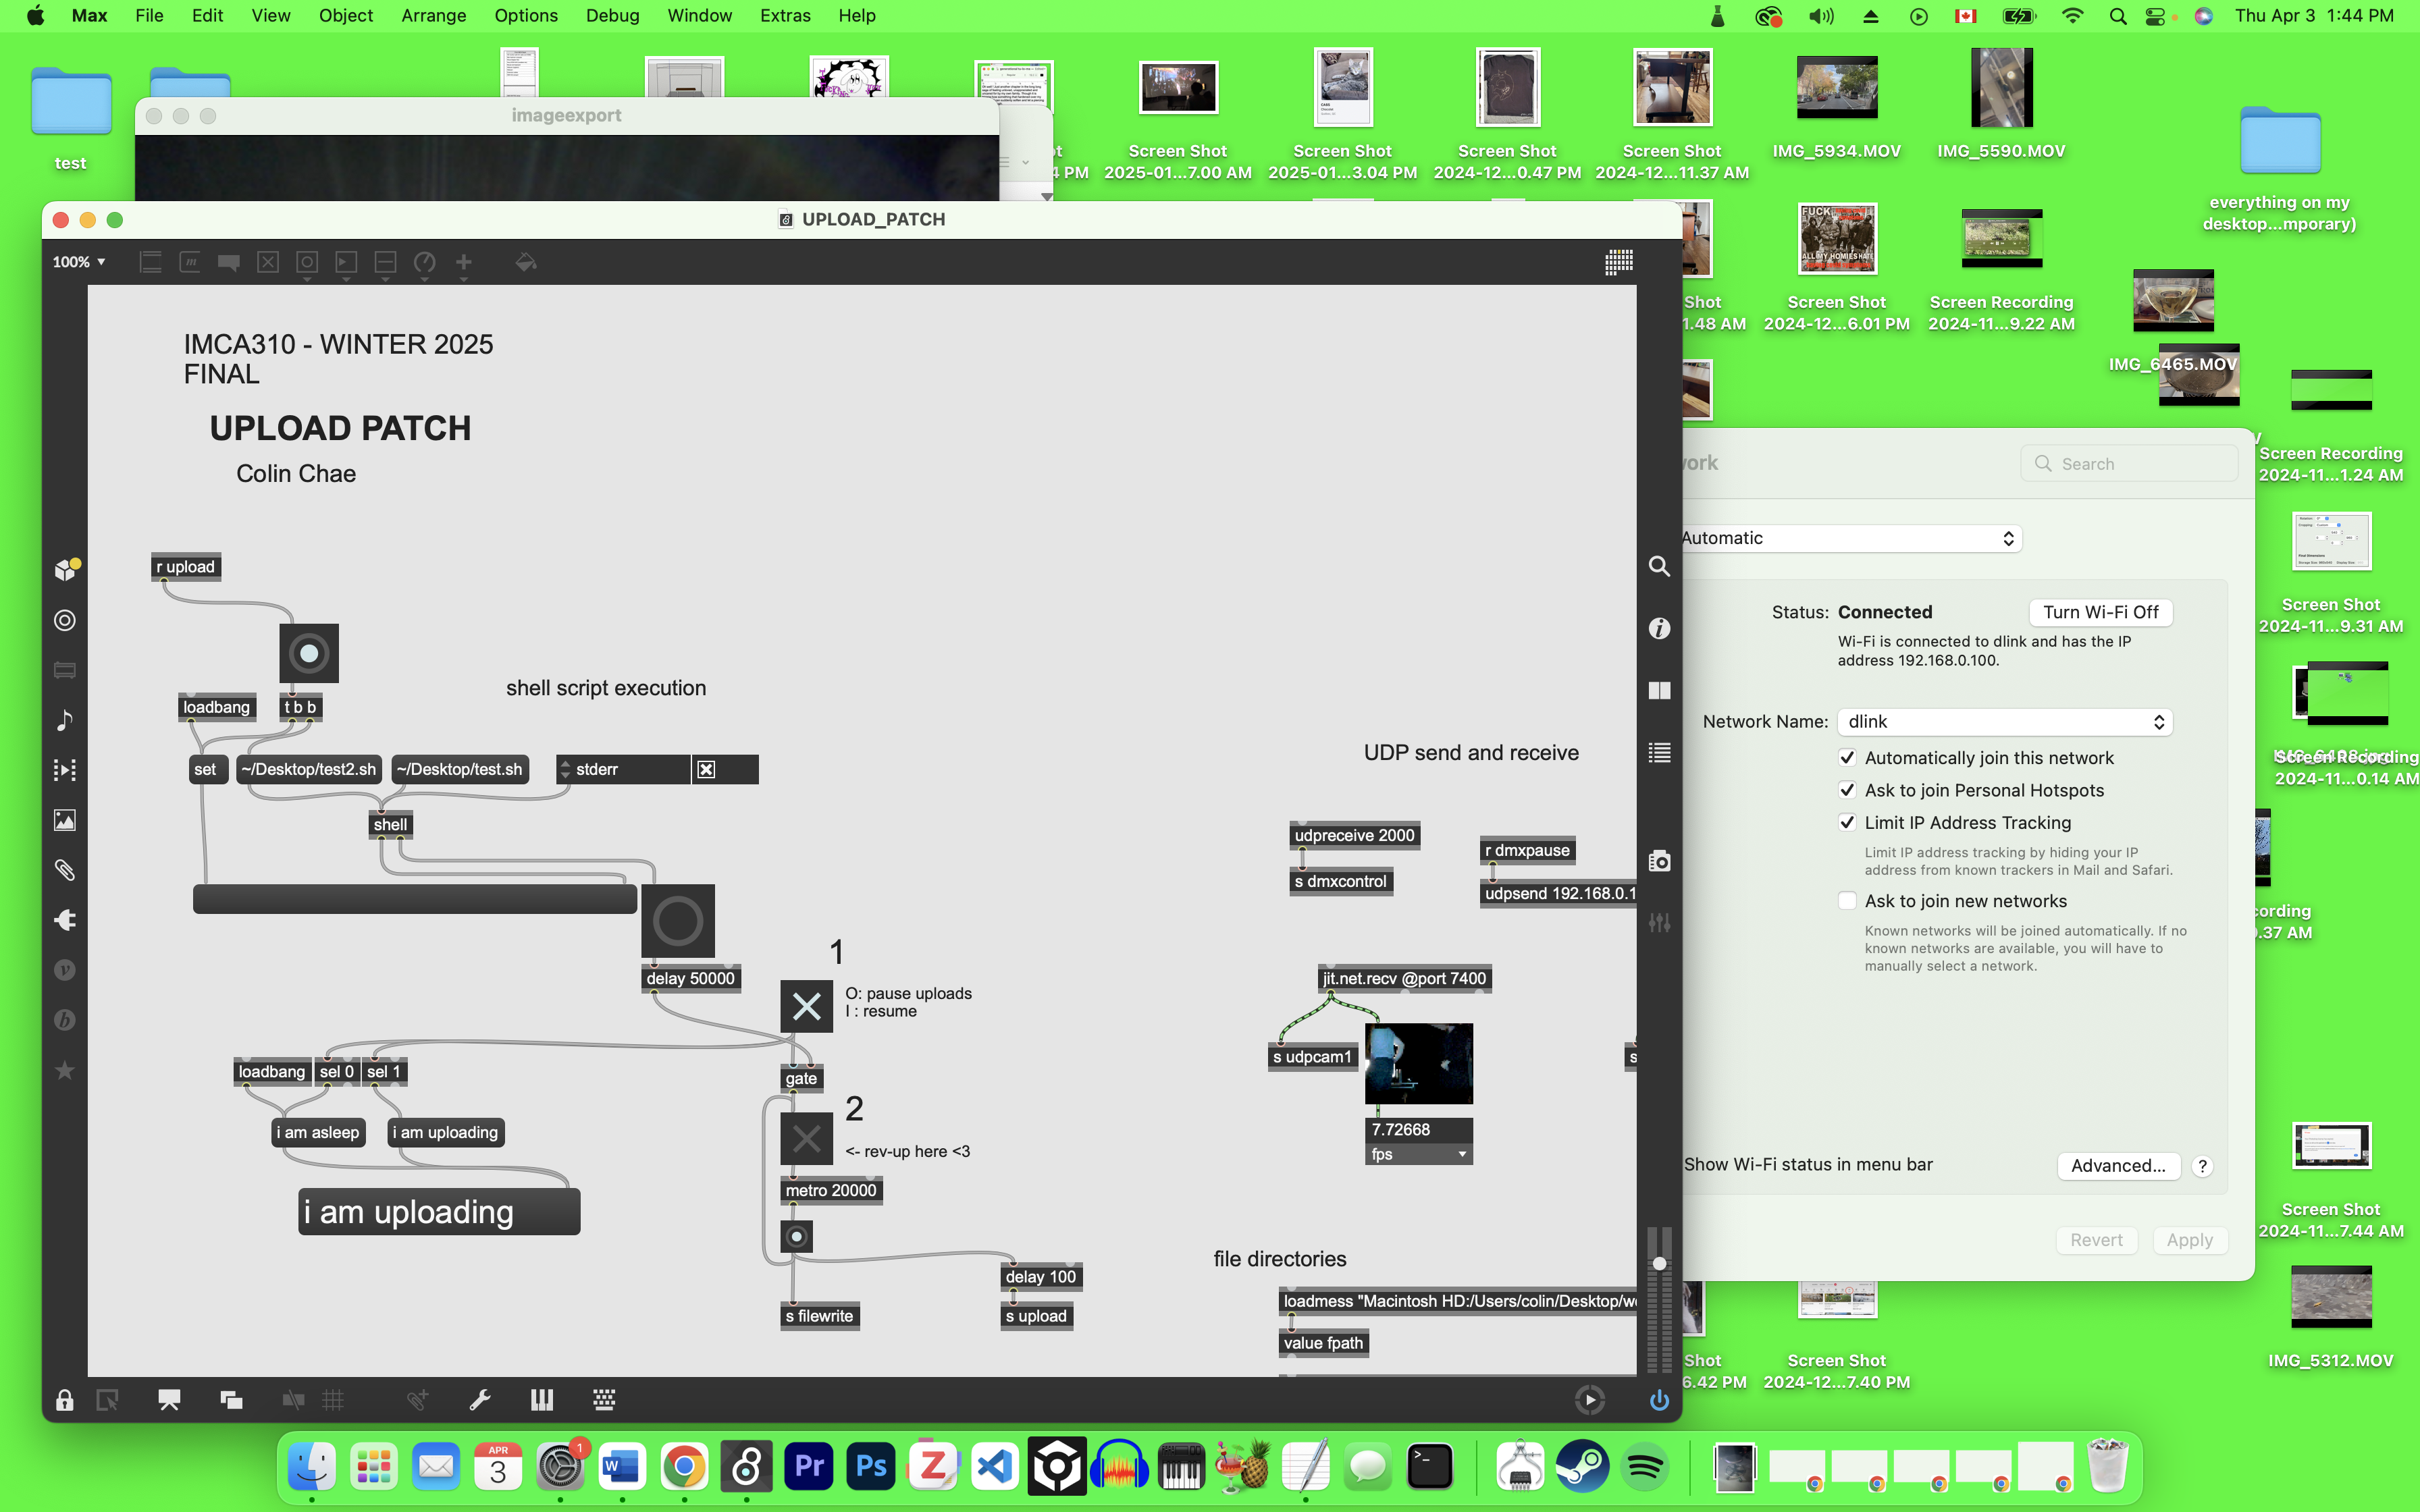 Max File Edit View Object Arrange Options Debug Window Extras Help
Thu Apr 3 1:44 PM
test
imageexport
4 PM
Screen Shot
2025-01...7.00 AM
Screen Shot
2025-01...3.04 PM
Screen Shot
2024-12...0.47 PM
Screen Shot
2024-12...11.37 AM
IMG_5934.MOV
IMG_5590.MOV
everything on my
desktop...mporary)
UPLOAD_PATCH
100%
IMCA310 - WINTER 2025
FINAL
UPLOAD PATCH
Colin Chae
r upload
loadbang
t b b
shell script execution
set
~/Desktop/test2.sh
~/Desktop/test.sh
stderr
shell
delay 50000
1
O: pause uploads
I : resume
loadbang
sel 0
sel 1
gate
2
i am asleep
i am uploading
<- rev-up here <3
metro 20000
i am uploading
delay 100
s filewrite
s upload
UDP send and receive
udpreceive 2000
s dmxcontrol
r dmxpause
udpsend 192.168.0.1
jit.net.recv @port 7400
s udpcam1
s
7.72668
fps
file directories
loadmess "Macintosh HD:/Users/colin/Desktop/w
value fpath
Shot
1.48 AM
FUCK
ALL MY HOMIES HATE
Screen Shot
2024-12...6.01 PM
Screen Recording
2024-11...9.22 AM
IMG_6465.MOV
Screen Recording
2024-11...1.24 AM
Screen Shot
2024-11...9.31 AM
Screen Recording
2024-11...0.14 AM
cording
0.37 AM
Screen Shot
2024-11...7.44 AM
IMG_5312.MOV
Shot
6.42 PM
Screen Shot
2024-12...7.40 PM
work
Search
Automatic
Status: Connected
Turn Wi-Fi Off
Wi-Fi is connected to dlink and has the IP
address 192.168.0.100.
Network Name: dlink
Automatically join this network
Ask to join Personal Hotspots
Limit IP Address Tracking
Limit IP address tracking by hiding your IP
address from known trackers in Mail and Safari.
Ask to join new networks
Known networks will be joined automatically. If no
known networks are available, you will have to
manually select a network.
Show Wi-Fi status in menu bar
Advanced...
?
Revert
Apply
APR
3
1
W
Pr
Ps
Z